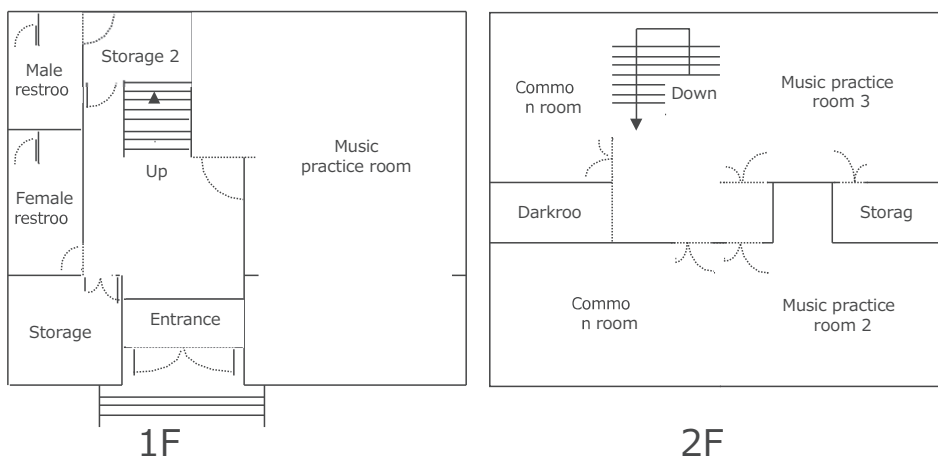 Storage 2
Male
restroo
Up
Music
practice room
Female
restroo
Storage
Entrance
1F
Commo
n room
Down
Music practice
room 3
Darkroo
Storag
Commo
n room
Music practice
room 2
2F